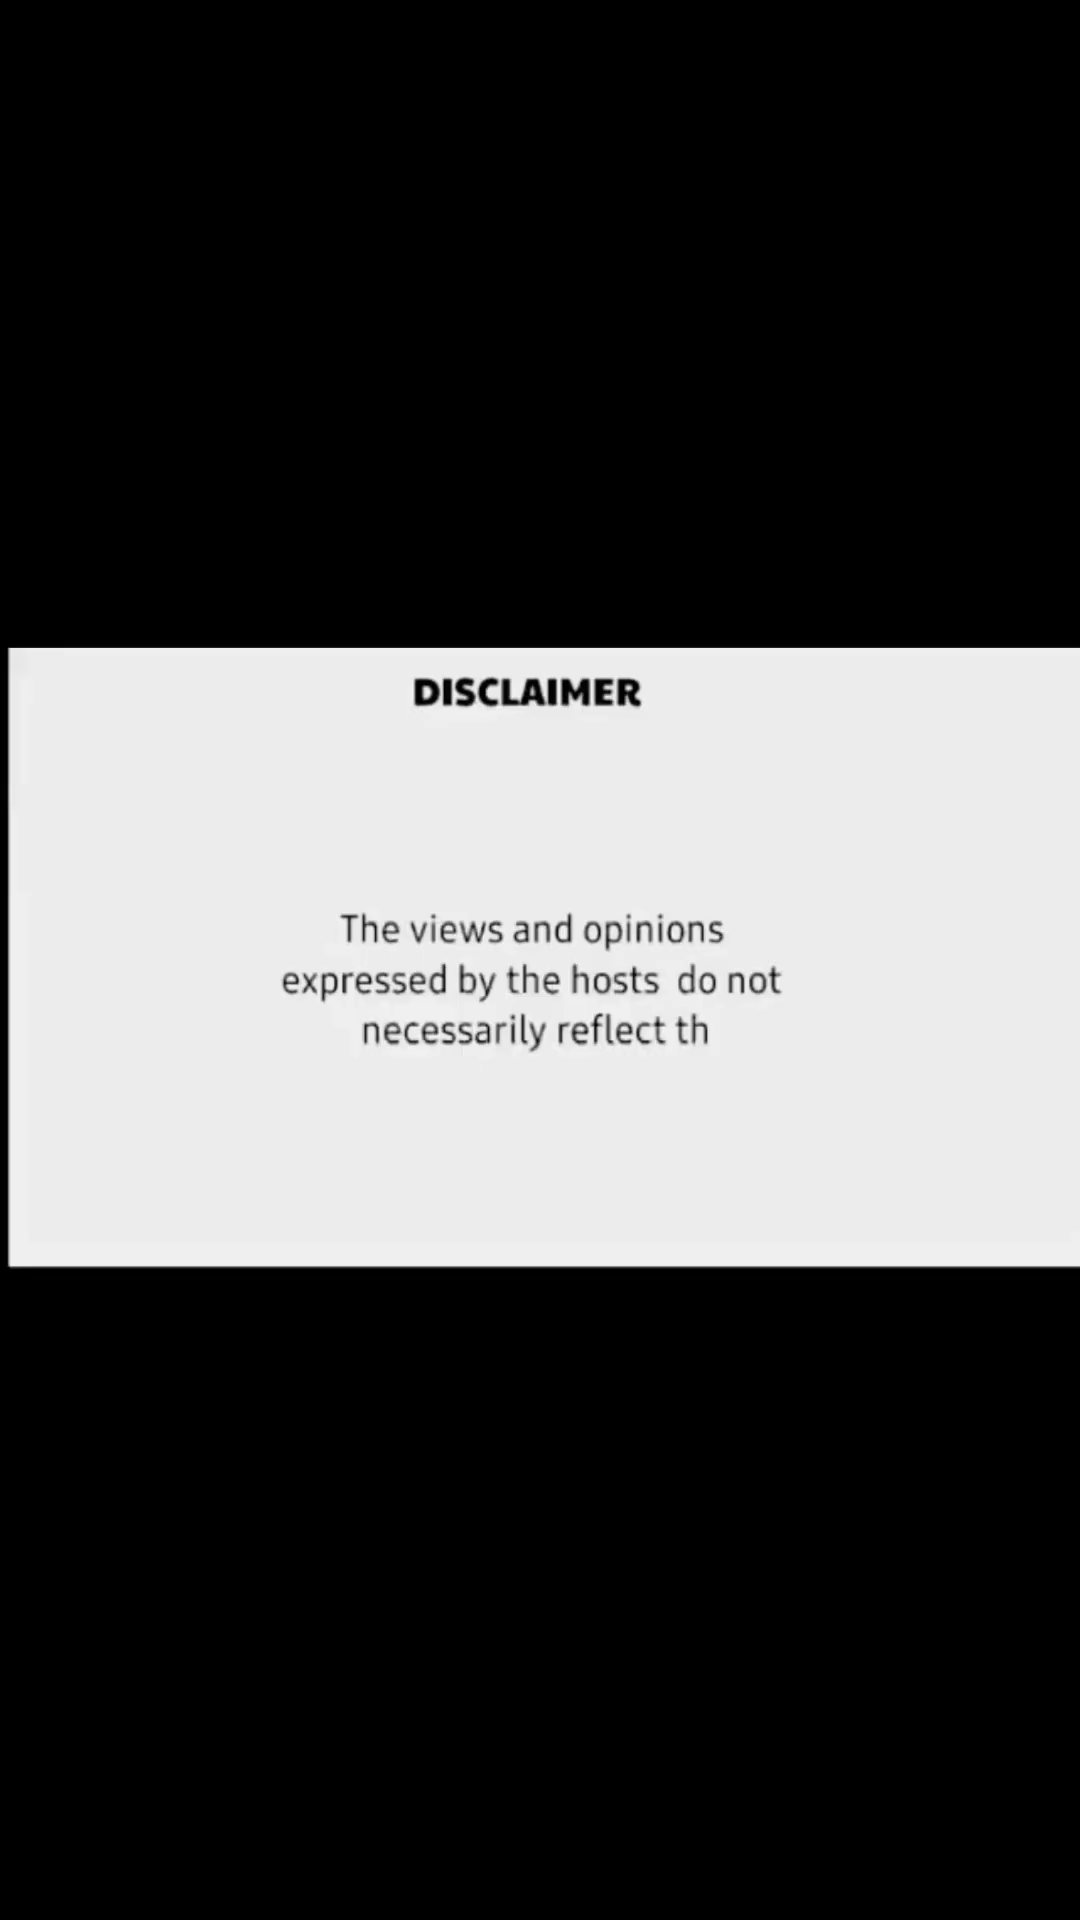 DISCLAIMER
The views and opinions
expressed by the hosts  do not
necessarily reflect th